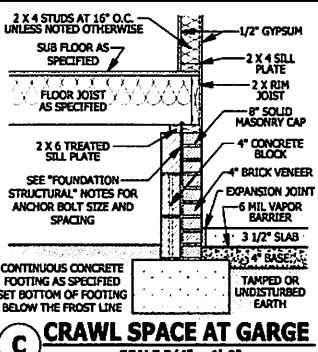 2 X 4 STUDS AT 16" O.C.
UNLESS NOTED OTHERWISE
SUB FLOOR AS
SPECIFIED
FLOOR JOIST
AS SPECIFIED
2 X 6 TREATED
SILL PLATE
SEE "FOUNDATION
STRUCTURAL" NOTES FOR
ANCHOR BOLT SIZE AND
SPACING
CONTINUOUS CONCRETE
FOOTING AS SPECIFIED
SET BOTTOM OF FOOTING
BELOW THE FROST LINE
1/2" GYPSUM
2 X 4 SILL
PLATE
2 X RIM
JOIST
8" SOLID
MASONRY CAP
4" CONCRETE
BLOCK
4" BRICK VENEER
EXPANSION JOINT
6 MIL VAPOR
BARRIER
3 1/2" SLAB
4" BASE
TAMPED OR
UNDISTURBED
EARTH
C
CRAWL SPACE AT GARGE